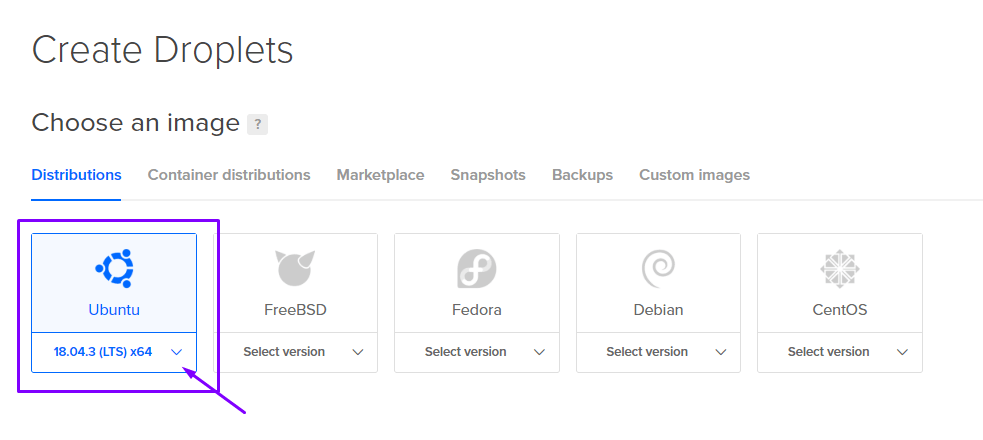 Create Droplets
Choose an image ?
Distributions Container distributions Marketplace Snapshots Backups Custom images
Ubuntu FreeBSD Fedora Debian CentOS
18.04.3 (LTS) x64 Select version Select version Select version Select version